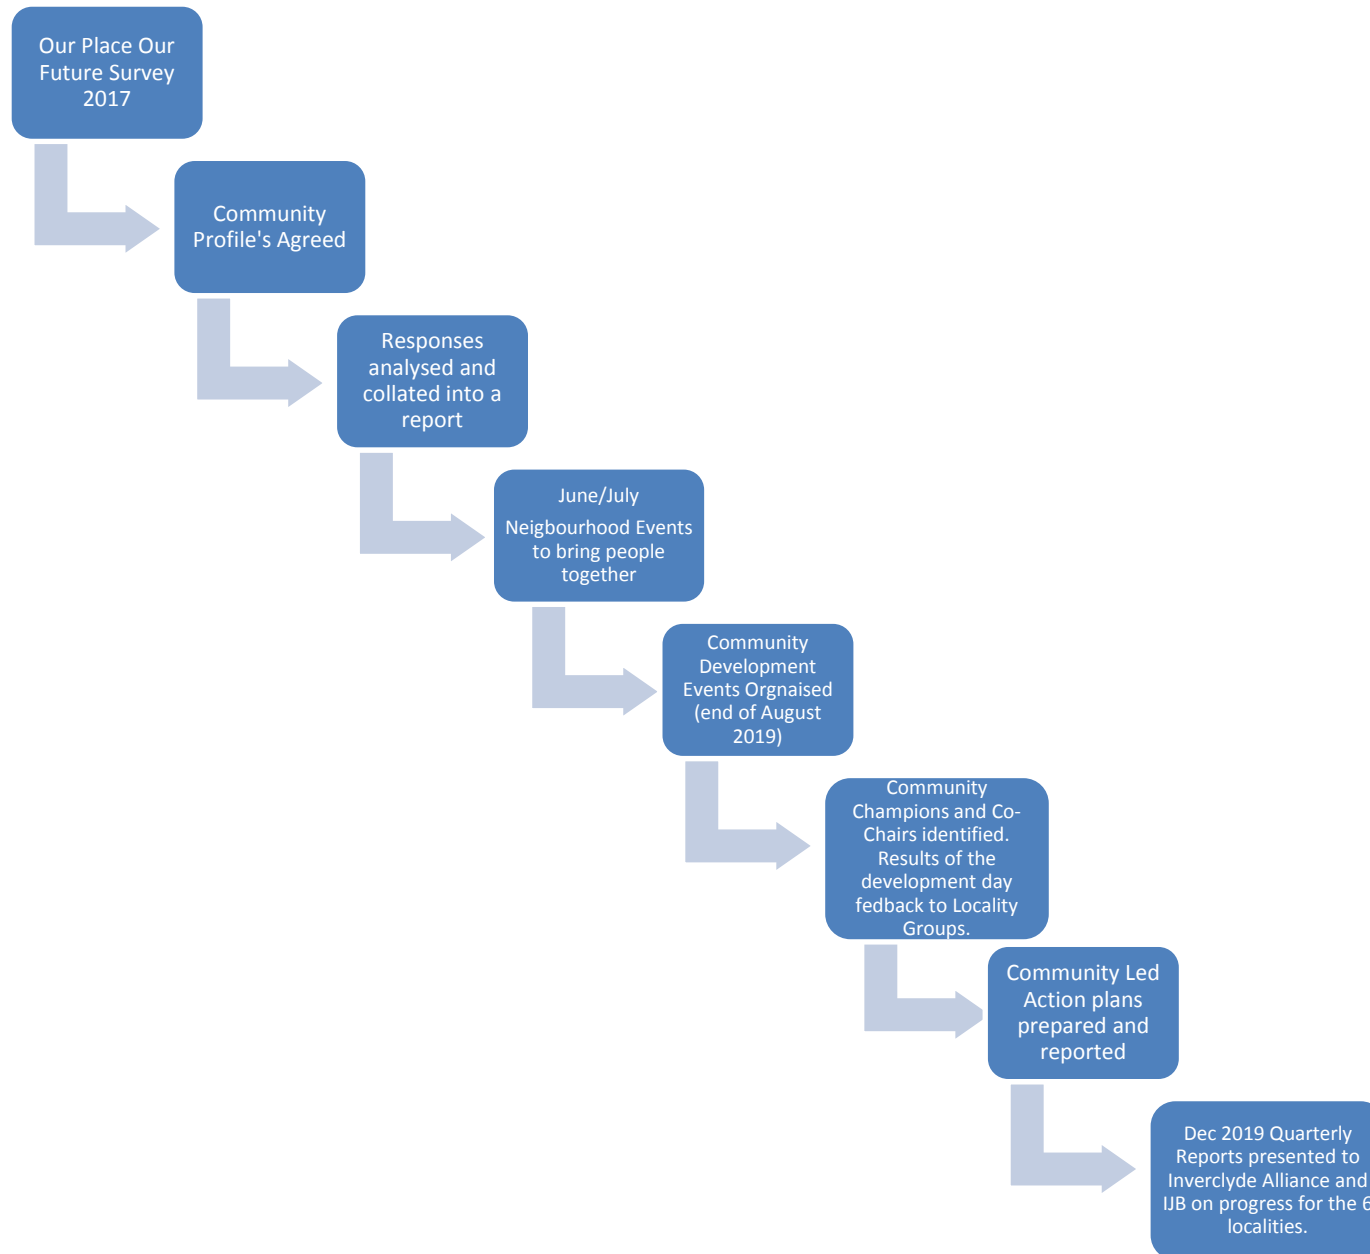 Our Place Our
Future Survey
2017
Community
Profile's Agreed
Responses
analysed and
collated into a
report
June/July
Neigbourhood Events
to bring people
together
Community
Development
Events Orgnaised
(end of August
2019)
Community
Champions and Co-
Chairs identified.
Results of the
development day
fedback to Locality
Groups.
Community Led
Action plans
prepared and
reported
Dec 2019 Quarterly
Reports presented to
Inverclyde Alliance and
IJB on progress for the 6
localities.